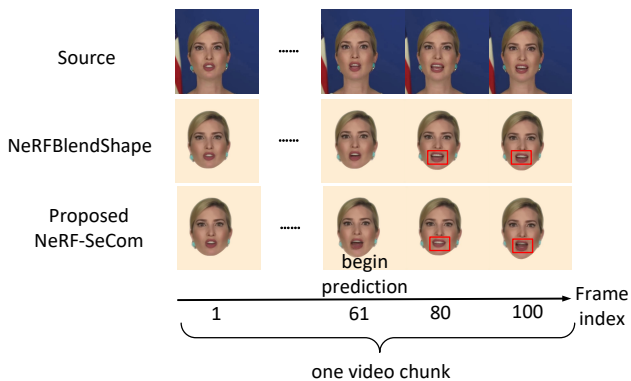 Source
......
NeRFBlendShape
......
Proposed
NeRF-SeCom
......
begin
prediction
Frame
index
1
61
80
100
one video chunk